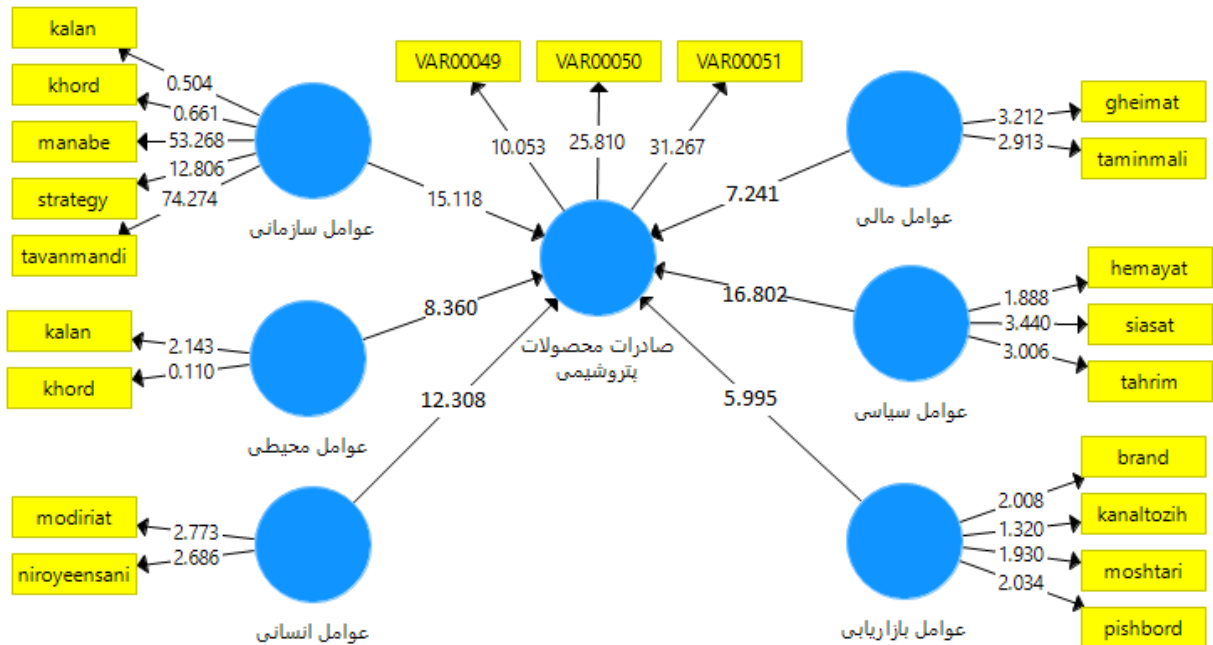 kalan
0.504
khord
0.661
manabe
53.268
strategy
12.806
tavanmandi
74.274
عوامل سازمانی
15.118
VAR00049
VAR00050
VAR00051
10.053
25.810
31.267
صادرات محصولات
پتروشیمی
gheimat
3.212
taminmali
2.913
عوامل مالی
7.241
kalan
2.143
khord
0.110
عوامل محیطی
8.360
hemayat
1.888
siasat
3.440
tahrim
3.006
عوامل سیاسی
16.802
modiriat
2.773
niroyeensani
2.686
عوامل انسانی
12.308
brand
2.008
kanaltozih
1.320
moshtari
1.930
pishbord
2.034
عوامل بازاریابی
5.995